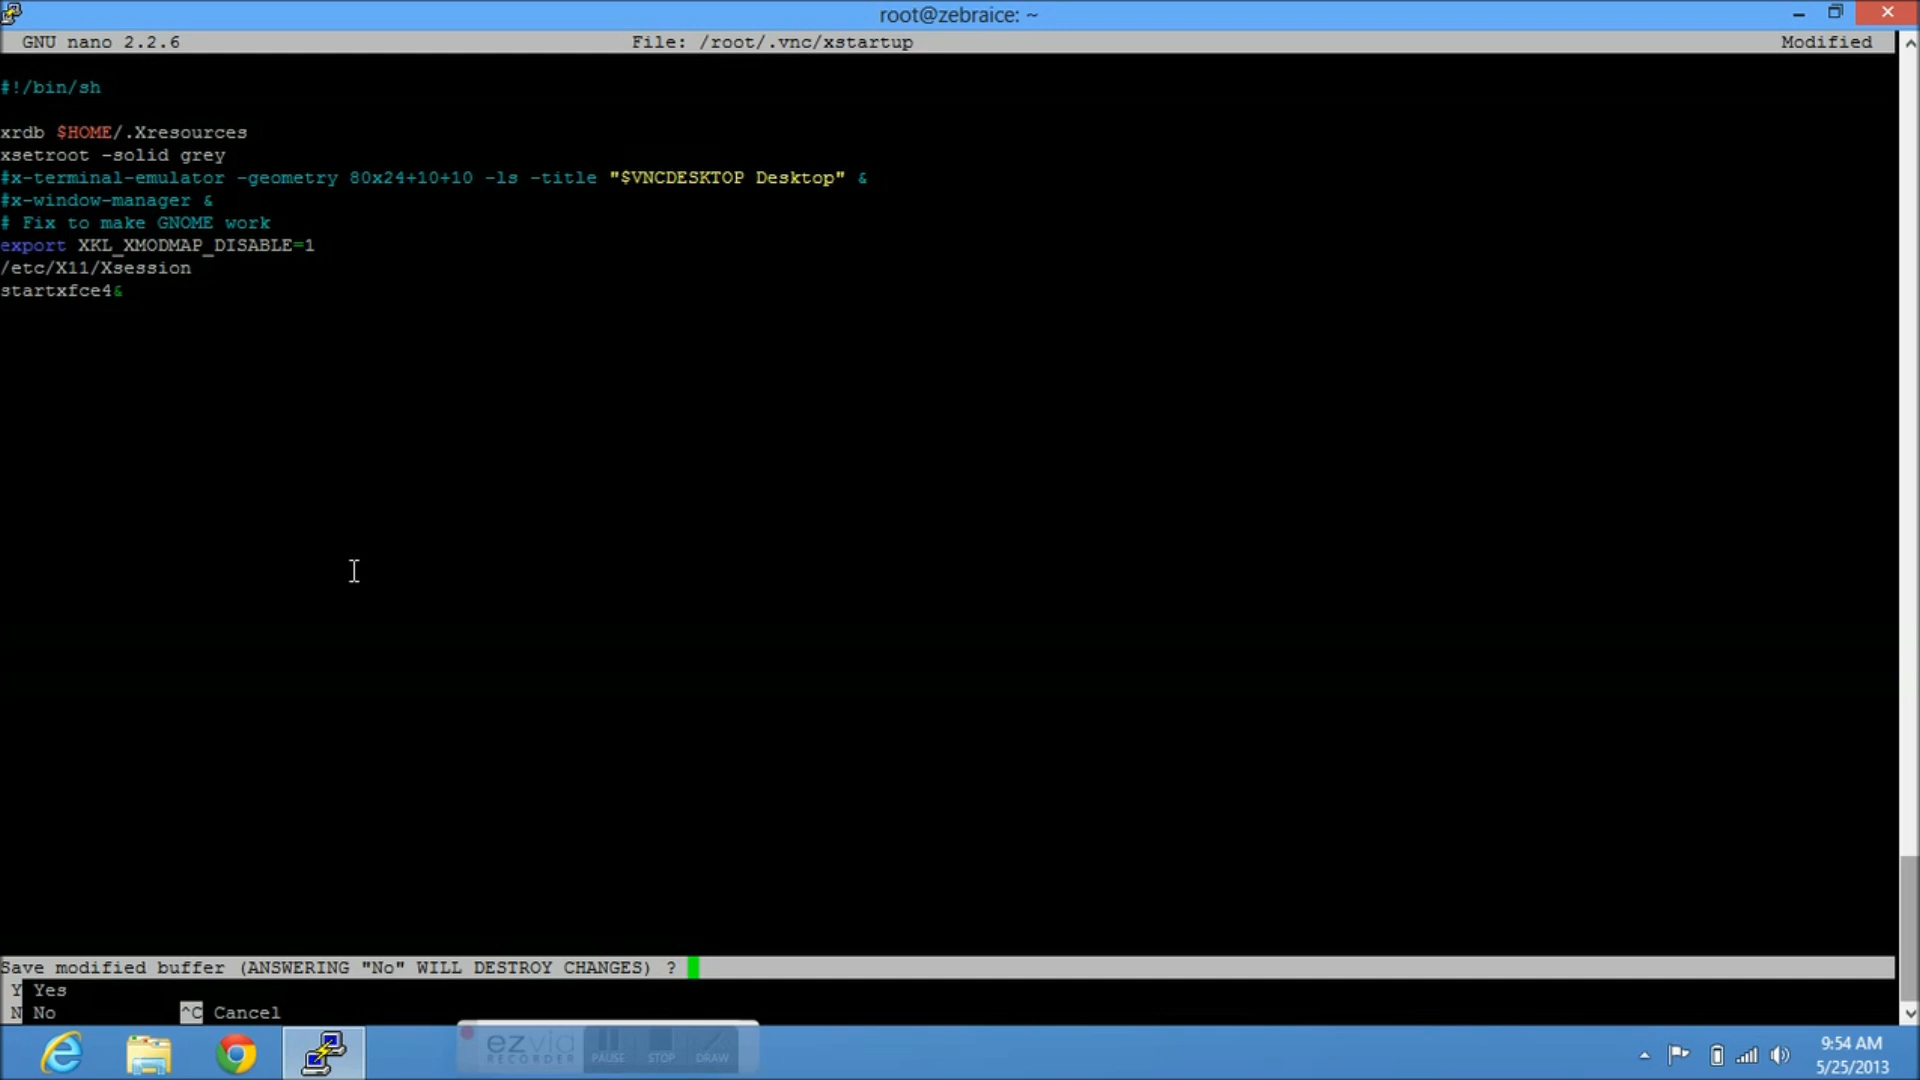 root@zebraice: ~
GNU nano 2.2.6 File: /root/.vnc/xstartup Modified
#!/bin/sh
xrdb $HOME/.Xresources
xsetroot -solid grey
#x-terminal-emulator -geometry 80x24+10+10 -ls -title "$VNCDESKTOP Desktop" &
#x-window-manager &
# Fix to make GNOME work
export XKL_XMODMAP_DISABLE=1
/etc/X11/Xsession
startxfce4&
Save modified buffer (ANSWERING "No" WILL DESTROY CHANGES) ?
Y Yes
N No ^C Cancel
ezvid
RECORDER PAUSE STOP DRAW
9:54 AM
5/25/2013